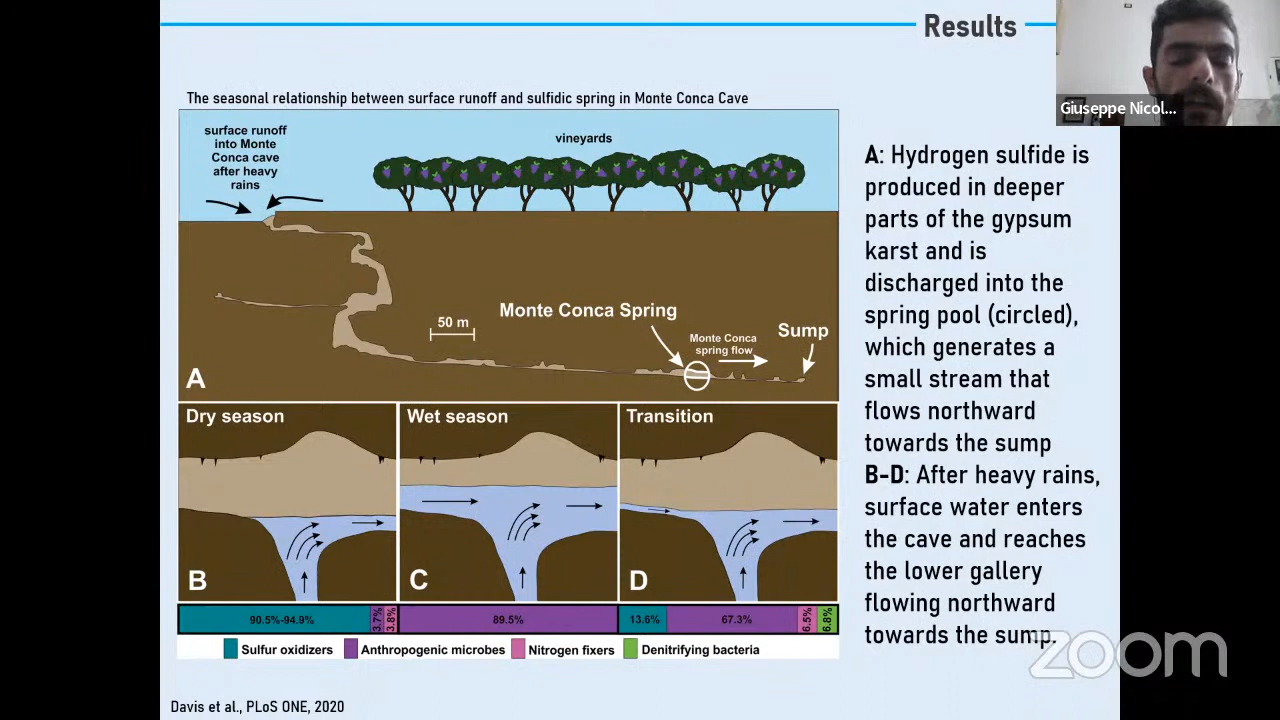 Results
Giuseppe Nicol...
The seasonal relationship between surface runoff and sulfidic spring in Monte Conca Cave
surface runoff
into Monte
Conca cave
after heavy
rains
vineyards
50 m
Monte Conca Spring
Monte Conca
spring flow
Sump
A
Dry season
B
Wet season
C
Transition
D
90.5%-94.9%
3.7%
3.8%
89.5%
13.6%
67.3%
6.5%
6.8%
Sulfur oxidizers
Anthropogenic microbes
Nitrogen fixers
Denitrifying bacteria
A: Hydrogen sulfide is
produced in deeper
parts of the gypsum
karst and is
discharged into the
spring pool (circled),
which generates a
small stream that
flows northward
towards the sump
B-D: After heavy rains,
surface water enters
the cave and reaches
the lower gallery
flowing northward
towards the sump.
zoom
Davis et al., PLoS ONE, 2020